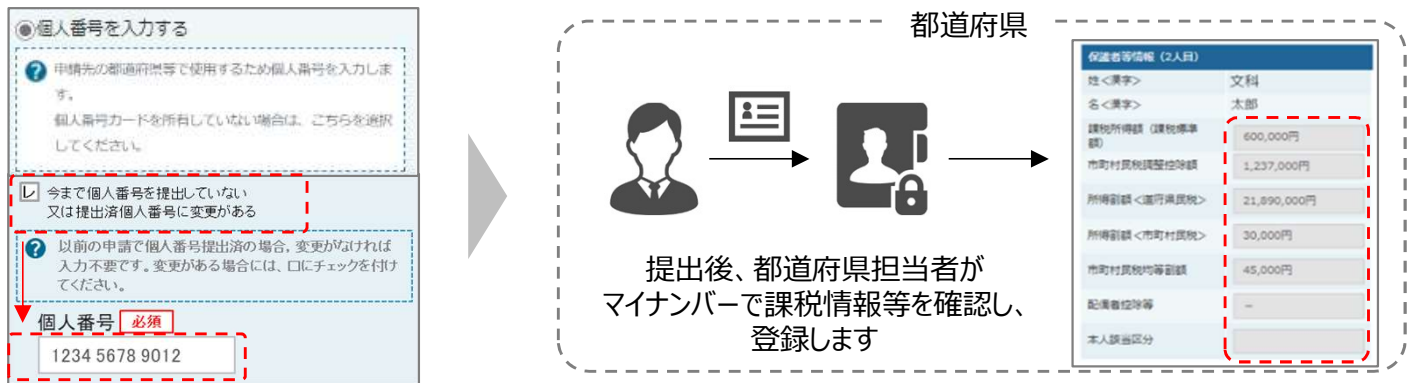 個人番号を入力する
申請先の都道府県等で使用するため個人番号を入力しま
す。
個人番号カードを所有していない場合は、こちらを選択
してください。
レ 今まで個人番号を提出していない
又は提出済個人番号に変更がある
以前の申請で個人番号提出済の場合，変更がなければ
入力不要です。変更がある場合には、口にチェックを付け
てください。
個人番号 必須
1234 5678 9012
都道府県
提出後、都道府県担当者が
マイナンバーで課税情報等を確認し、
登録します
保護者等情報（2人目）
姓<漢字> 文科
名<漢字> 太郎
課税所得額（課税標準
額） 600,000円
市町村民税調整控除額 1,237,000円
所得割額<道府県民税> 21,890,000円
所得割額<市町村民税> 30,000円
市町村民税均等割額 45,000円
配偶者控除等 －
本人該当区分